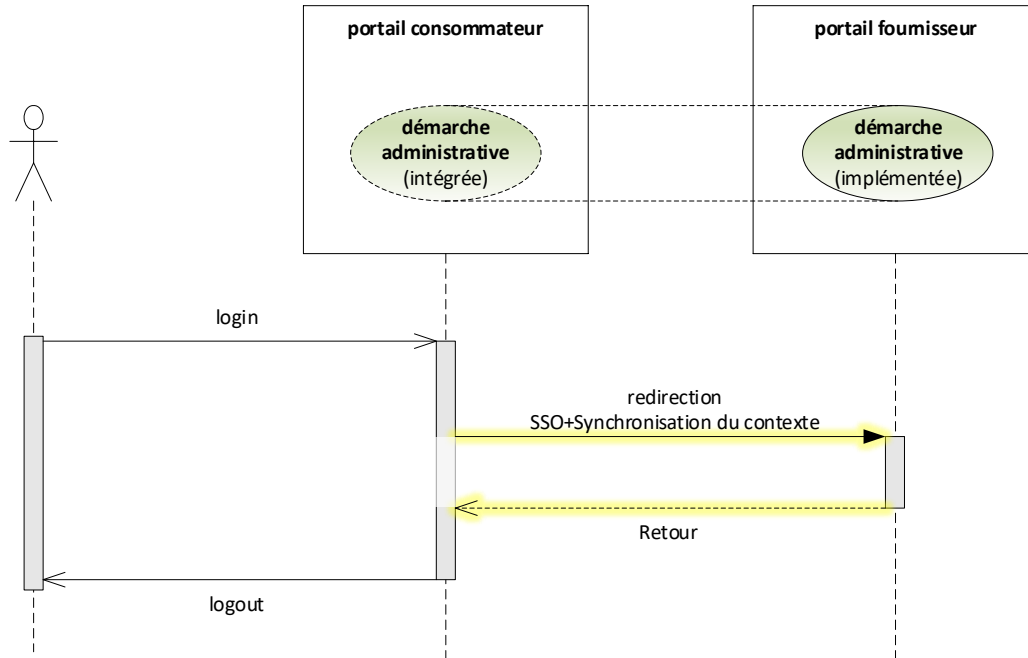 portail consommateur
portail fournisseur
démarche
administrative
(intégrée)
démarche
administrative
(implémentée)
login
redirection
SSO+Synchronisation du contexte
Retour
logout